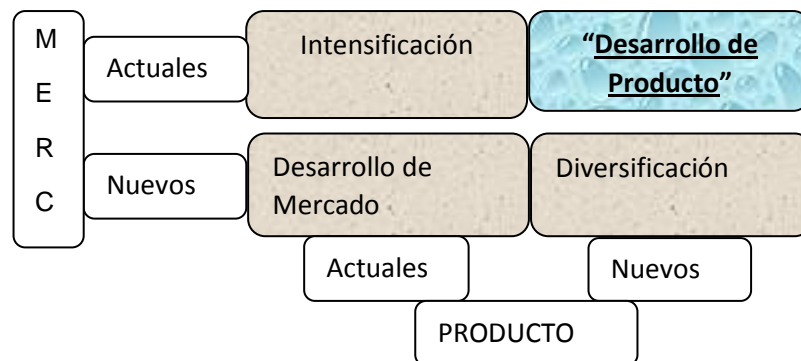 M
E
R
C
Actuales
Intensificación
“Desarrollo de
Producto”
Nuevos
Desarrollo de
Mercado
Diversificación
Actuales
Nuevos
PRODUCTO